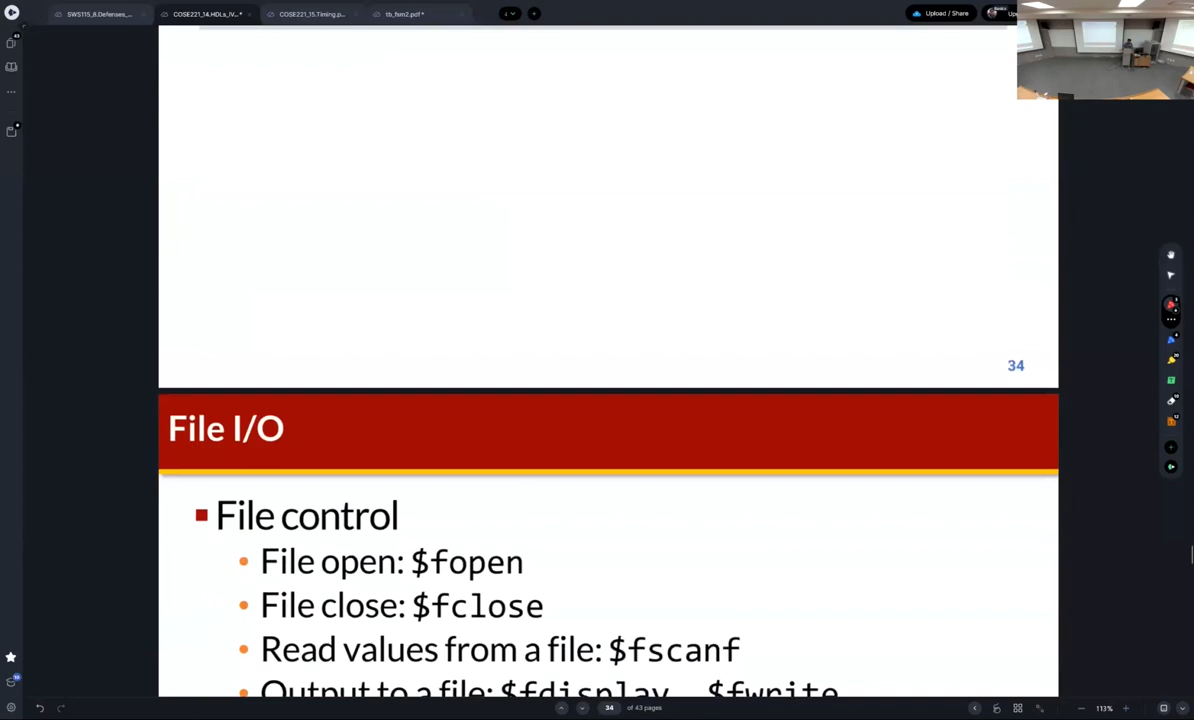 SWS115_8.Defenses_...
COSE221_14.HDLs_IV...*
COSE221_15.Timing.p...
tb_fsm2.pdf *
Upload / Share
34
File I/O
File control
File open: $fopen
File close: $fclose
Read values from a file: $fscanf
Output to a file: $fdisplay, $fwrite
34
of 43 pages
113%